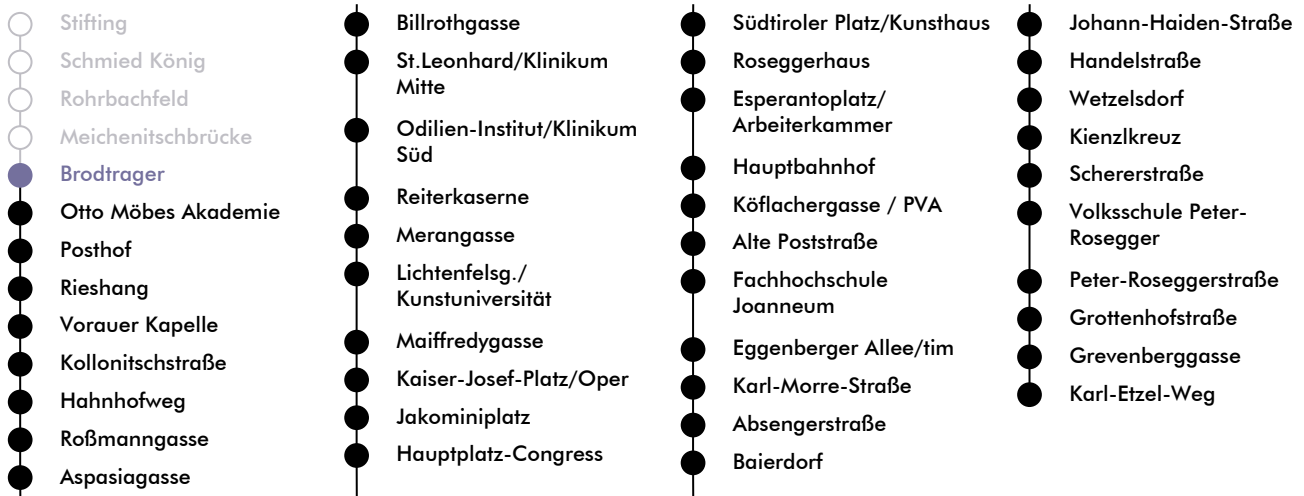 Stifting
Schmied König
Rohrbachfeld
Meichenitschbrücke
Brodtrager
Otto Möbes Akademie
Posthof
Rieshang
Vorauer Kapelle
Kollonitschstraße
Hahnhofweg
Roßmanngasse
Aspasiagasse
Billrothgasse
St.Leonhard/Klinikum
Mitte
Odilien-Institut/Klinikum
Süd
Reiterkaserne
Merangasse
Lichtenfelsg./
Kunstuniversität
Maiffredygasse
Kaiser-Josef-Platz/Oper
Jakominiplatz
Hauptplatz-Congress
Südtiroler Platz/Kunsthaus
Roseggerhaus
Esperantoplatz/
Arbeiterkammer
Hauptbahnhof
Köflachergasse / PVA
Alte Poststraße
Fachhochschule
Joanneum
Eggenberger Allee/tim
Karl-Morre-Straße
Absengerstraße
Baierdorf
Johann-Haiden-Straße
Handelstraße
Wetzelsdorf
Kienzlkreuz
Schererstraße
Volksschule Peter-
Rosegger
Peter-Roseggerstraße
Grottenhofstraße
Grevenberggasse
Karl-Etzel-Weg